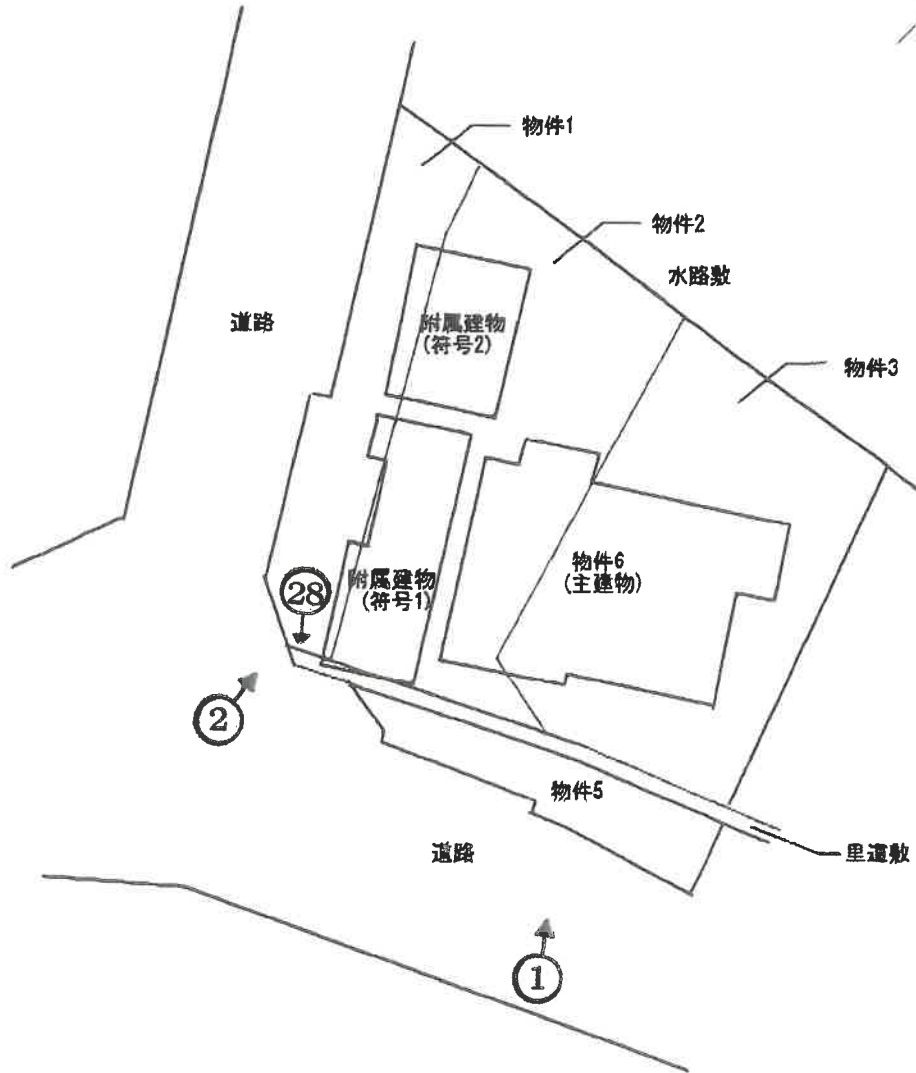 物件1
物件2
水路敷
道路
附属建物
(符号2)
物件3
物件6
(主建物)
附属建物
(符号1)
28
2
物件5
道路
里道敷
1